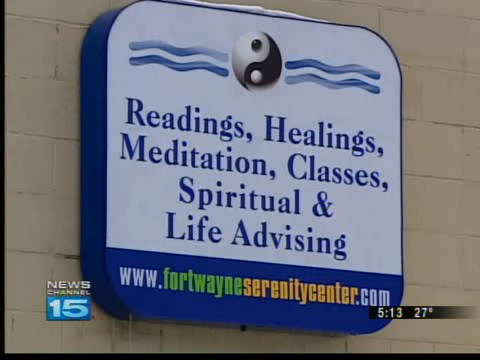 Readings, Healings,
Meditation, Classes,
Spiritual &
Life Advising
www.fortwayneserenitycenter.com
NEWS
CHANNEL
15
5:13 27°